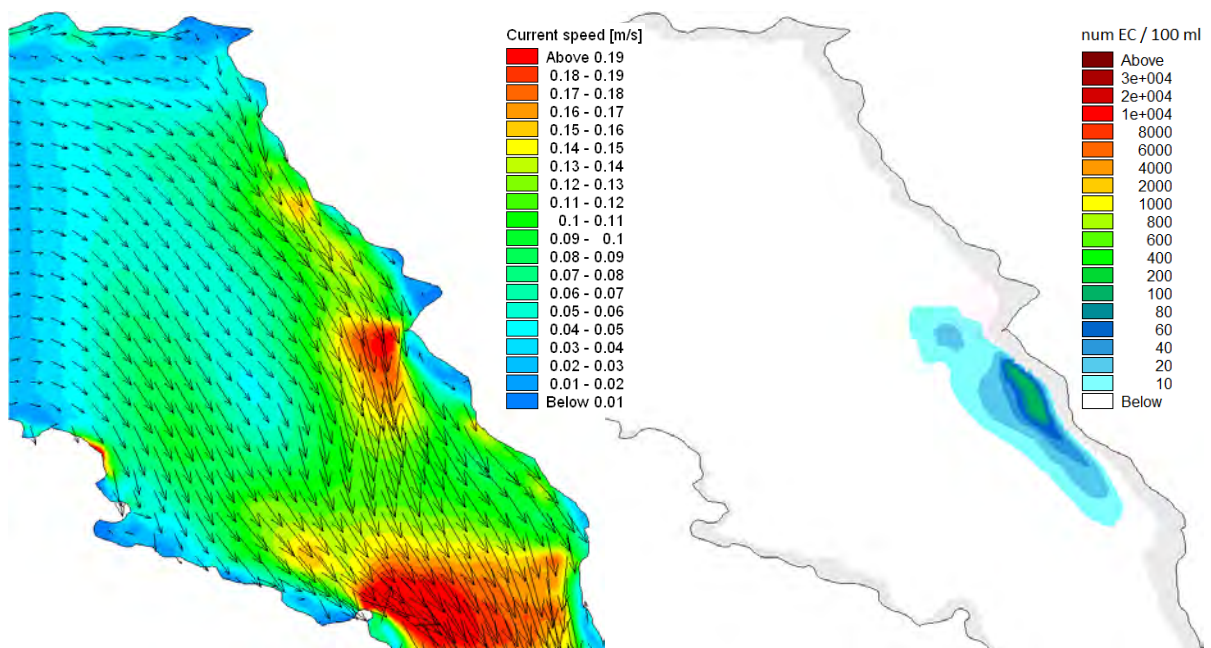 Current speed [m/s]
Above 0.19
0.18 - 0.19
0.17 - 0.18
0.16 - 0.17
0.15 - 0.16
0.14 - 0.15
0.13 - 0.14
0.12 - 0.13
0.11 - 0.12
0.1 - 0.11
0.09 - 0.1
0.08 - 0.09
0.07 - 0.08
0.06 - 0.07
0.05 - 0.06
0.04 - 0.05
0.03 - 0.04
0.02 - 0.03
0.01 - 0.02
Below 0.01
num EC / 100 ml
Above
3e+004
2e+004
1e+004
8000
6000
4000
2000
1000
800
600
400
200
100
80
60
40
20
10
Below